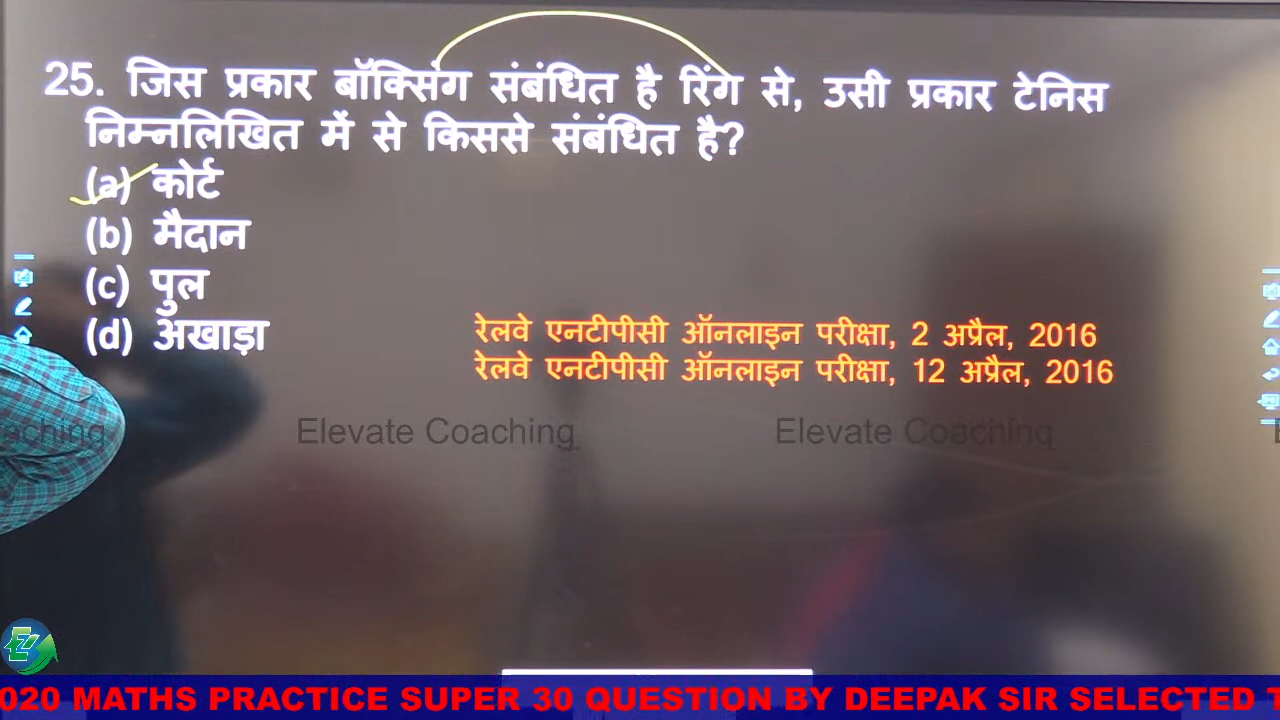 25. जिस प्रकार बॉक्सिंग संबंधित है रिंग से, उसी प्रकार टेनिस
निम्नलिखित में से किससे संबंधित है?
(a) कोर्ट
(b) मैदान
(c) पुल
(d) अखाड़ा
रेलवे एनटीपीसी ऑनलाइन परीक्षा, 2 अप्रैल, 2016
रेलवे एनटीपीसी ऑनलाइन परीक्षा, 12 अप्रैल, 2016
aching Elevate Coaching Elevate Coaching E
020 MATHS PRACTICE SUPER 30 QUESTION BY DEEPAK SIR SELECTED T